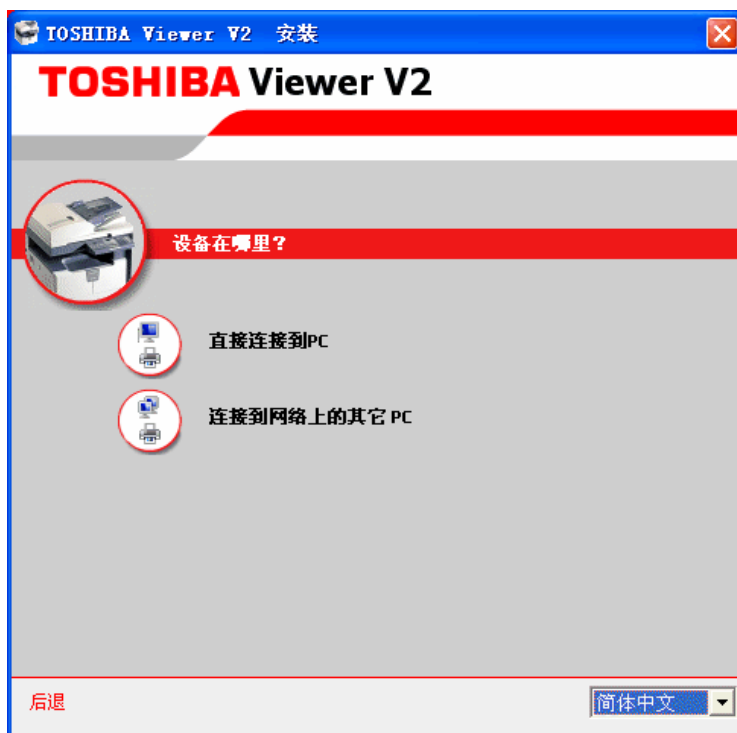 TOSHIBA Viewer V2 安装
TOSHIBA Viewer V2
设备在哪里?
直接连接到PC
连接到网络上的其它 PC
后退
简体中文